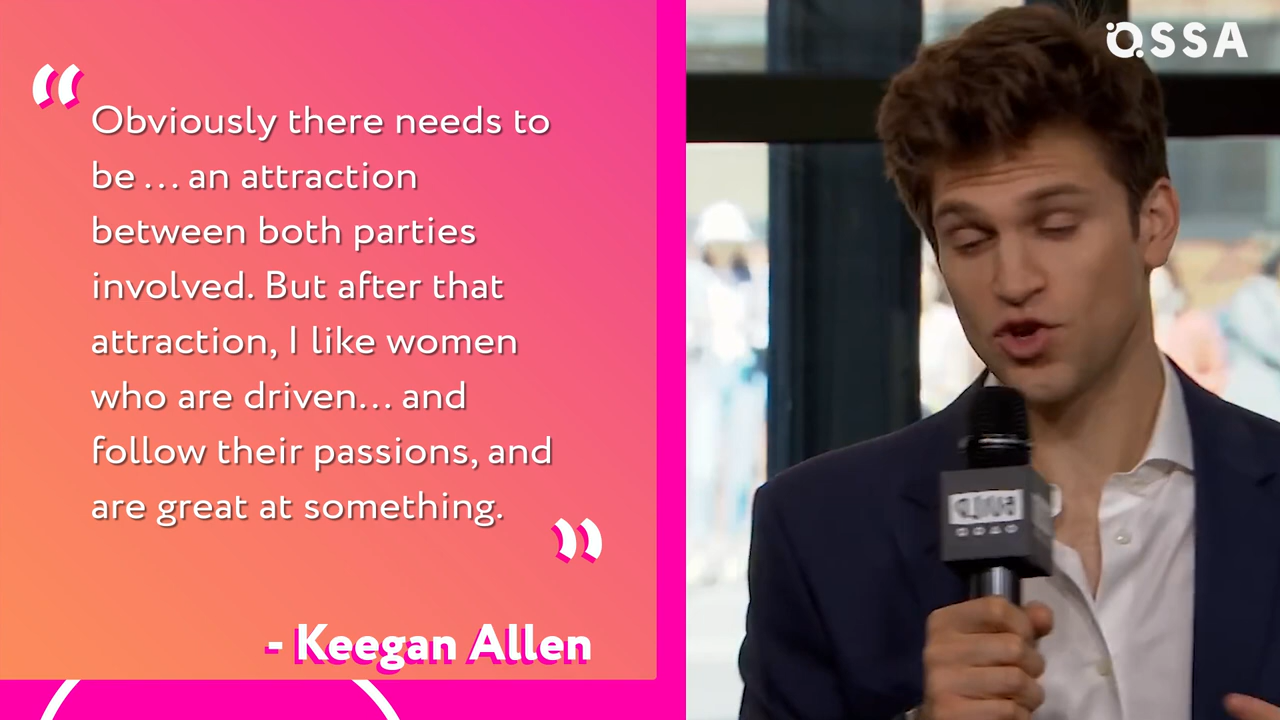 OSSA
“
Obviously there needs to
be ... an attraction
between both parties
involved. But after that
attraction, I like women
who are driven... and
follow their passions, and
are great at something.
”
- Keegan Allen
BUILD